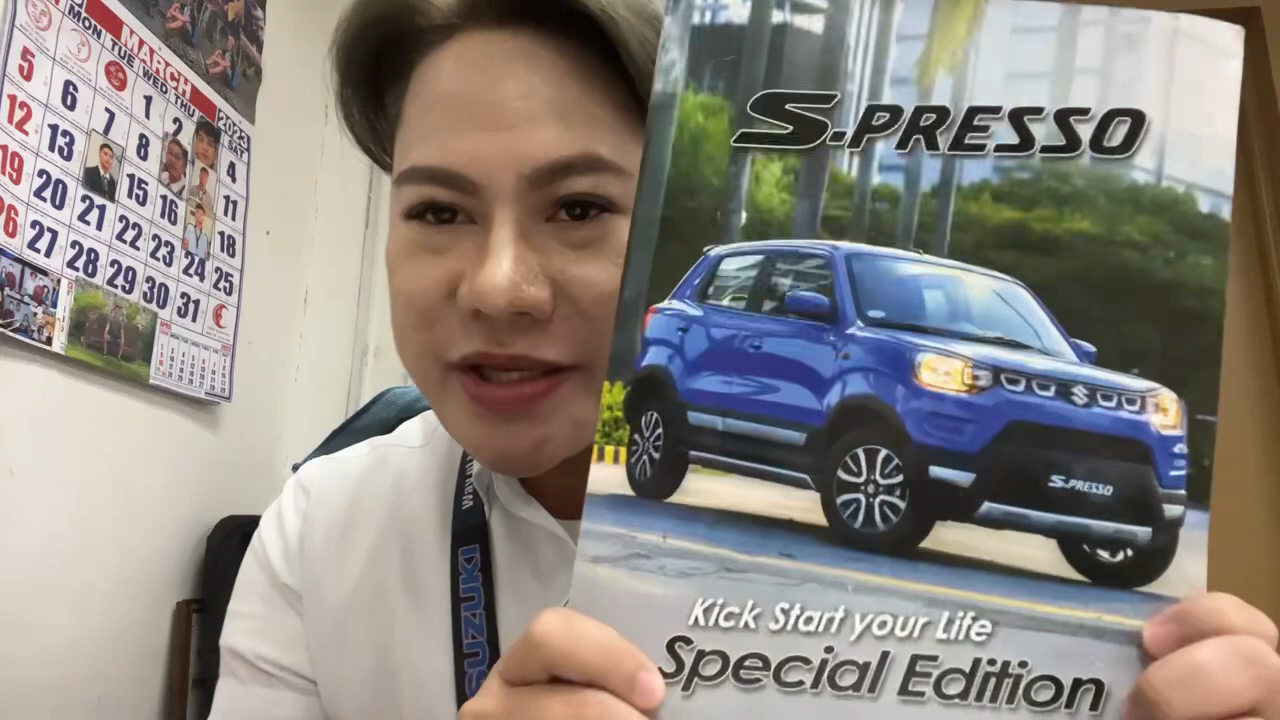 MARCH
2023
MON TUE WED THU SAT
1 2 4
5 6 7 8 11
12 13 15 16 18
19 20 21 22 23 24 25
26 27 28 29 30 31
S-PRESSO
S-PRESSO
Kick Start your Life
Special Edition
SUZUKI